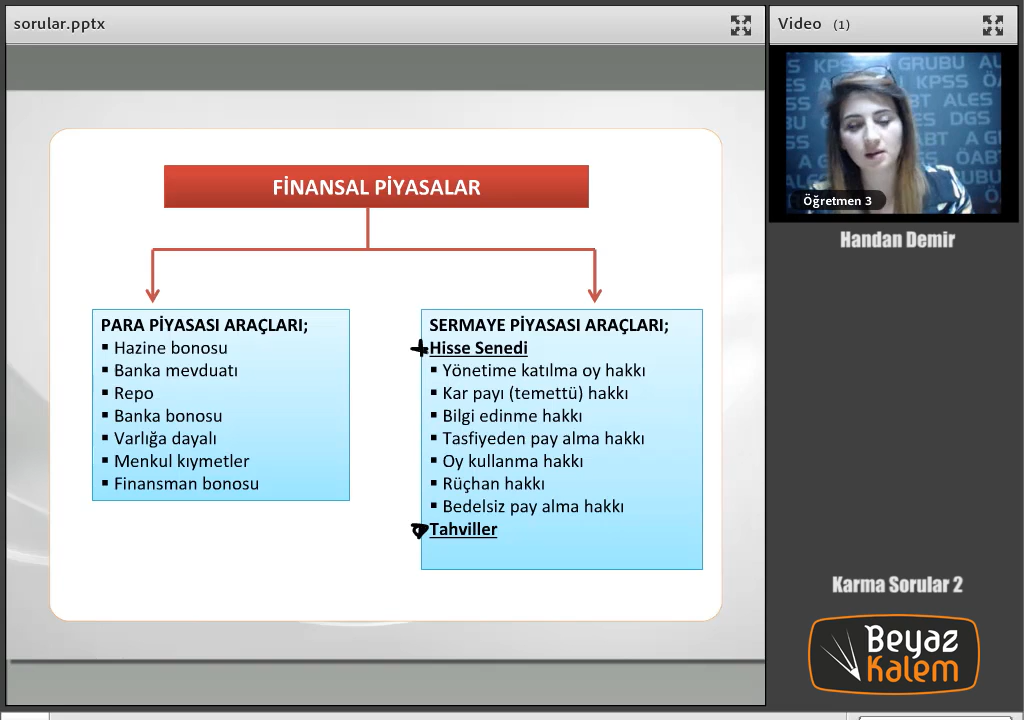 sorular.pptx
FİNANSAL PİYASALAR
PARA PİYASASI ARAÇLARI;
Hazine bonosu
Banka mevduatı
Repo
Banka bonosu
Varlığa dayalı
Menkul kıymetler
Finansman bonosu
SERMAYE PİYASASI ARAÇLARI;
Hisse Senedi
Yönetime katılma oy hakkı
Kar payı (temettü) hakkı
Bilgi edinme hakkı
Tasfiyeden pay alma hakkı
Oy kullanma hakkı
Rüçhan hakkı
Bedelsiz pay alma hakkı
Tahviller
Video (1)
KPSS A GRUBU
KPSS
ALES
DGS
ÖABT
Öğretmen 3
Handan Demir
Karma Sorular 2
Beyaz
Kalem